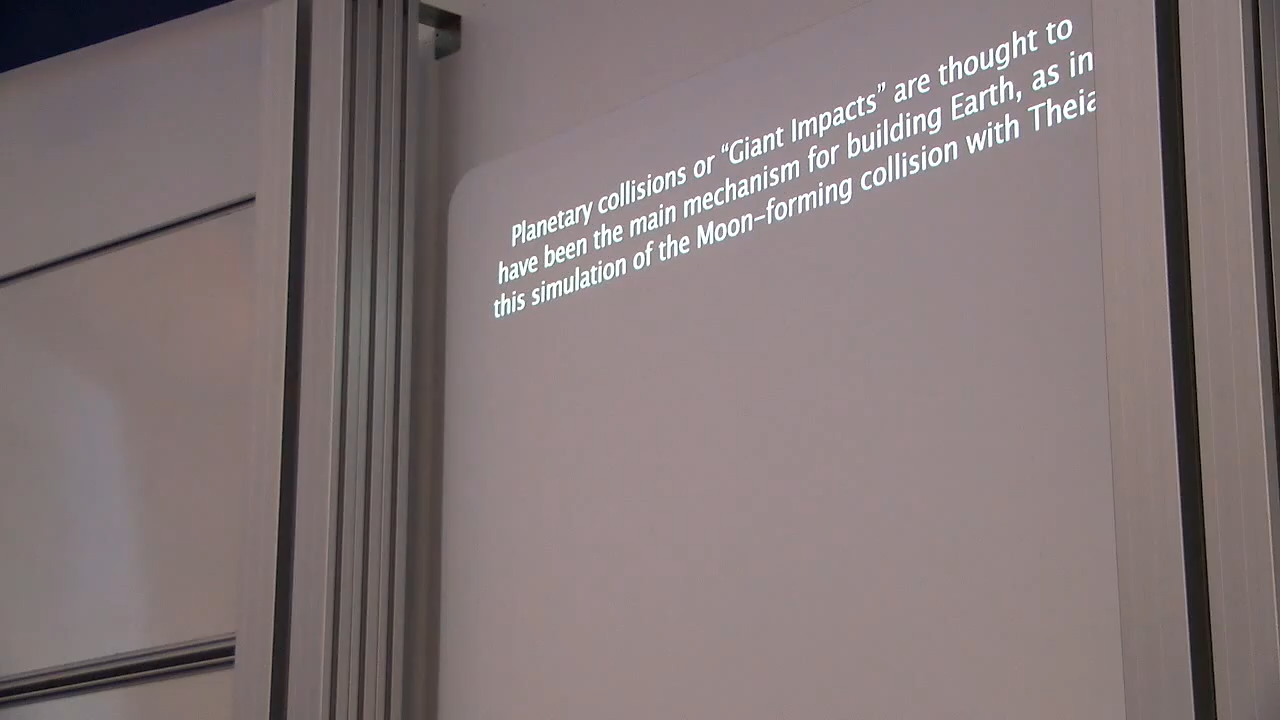 Planetary collisions or “Giant Impacts” are thought to
have been the main mechanism for building Earth, as in
this simulation of the Moon-forming collision with Theia